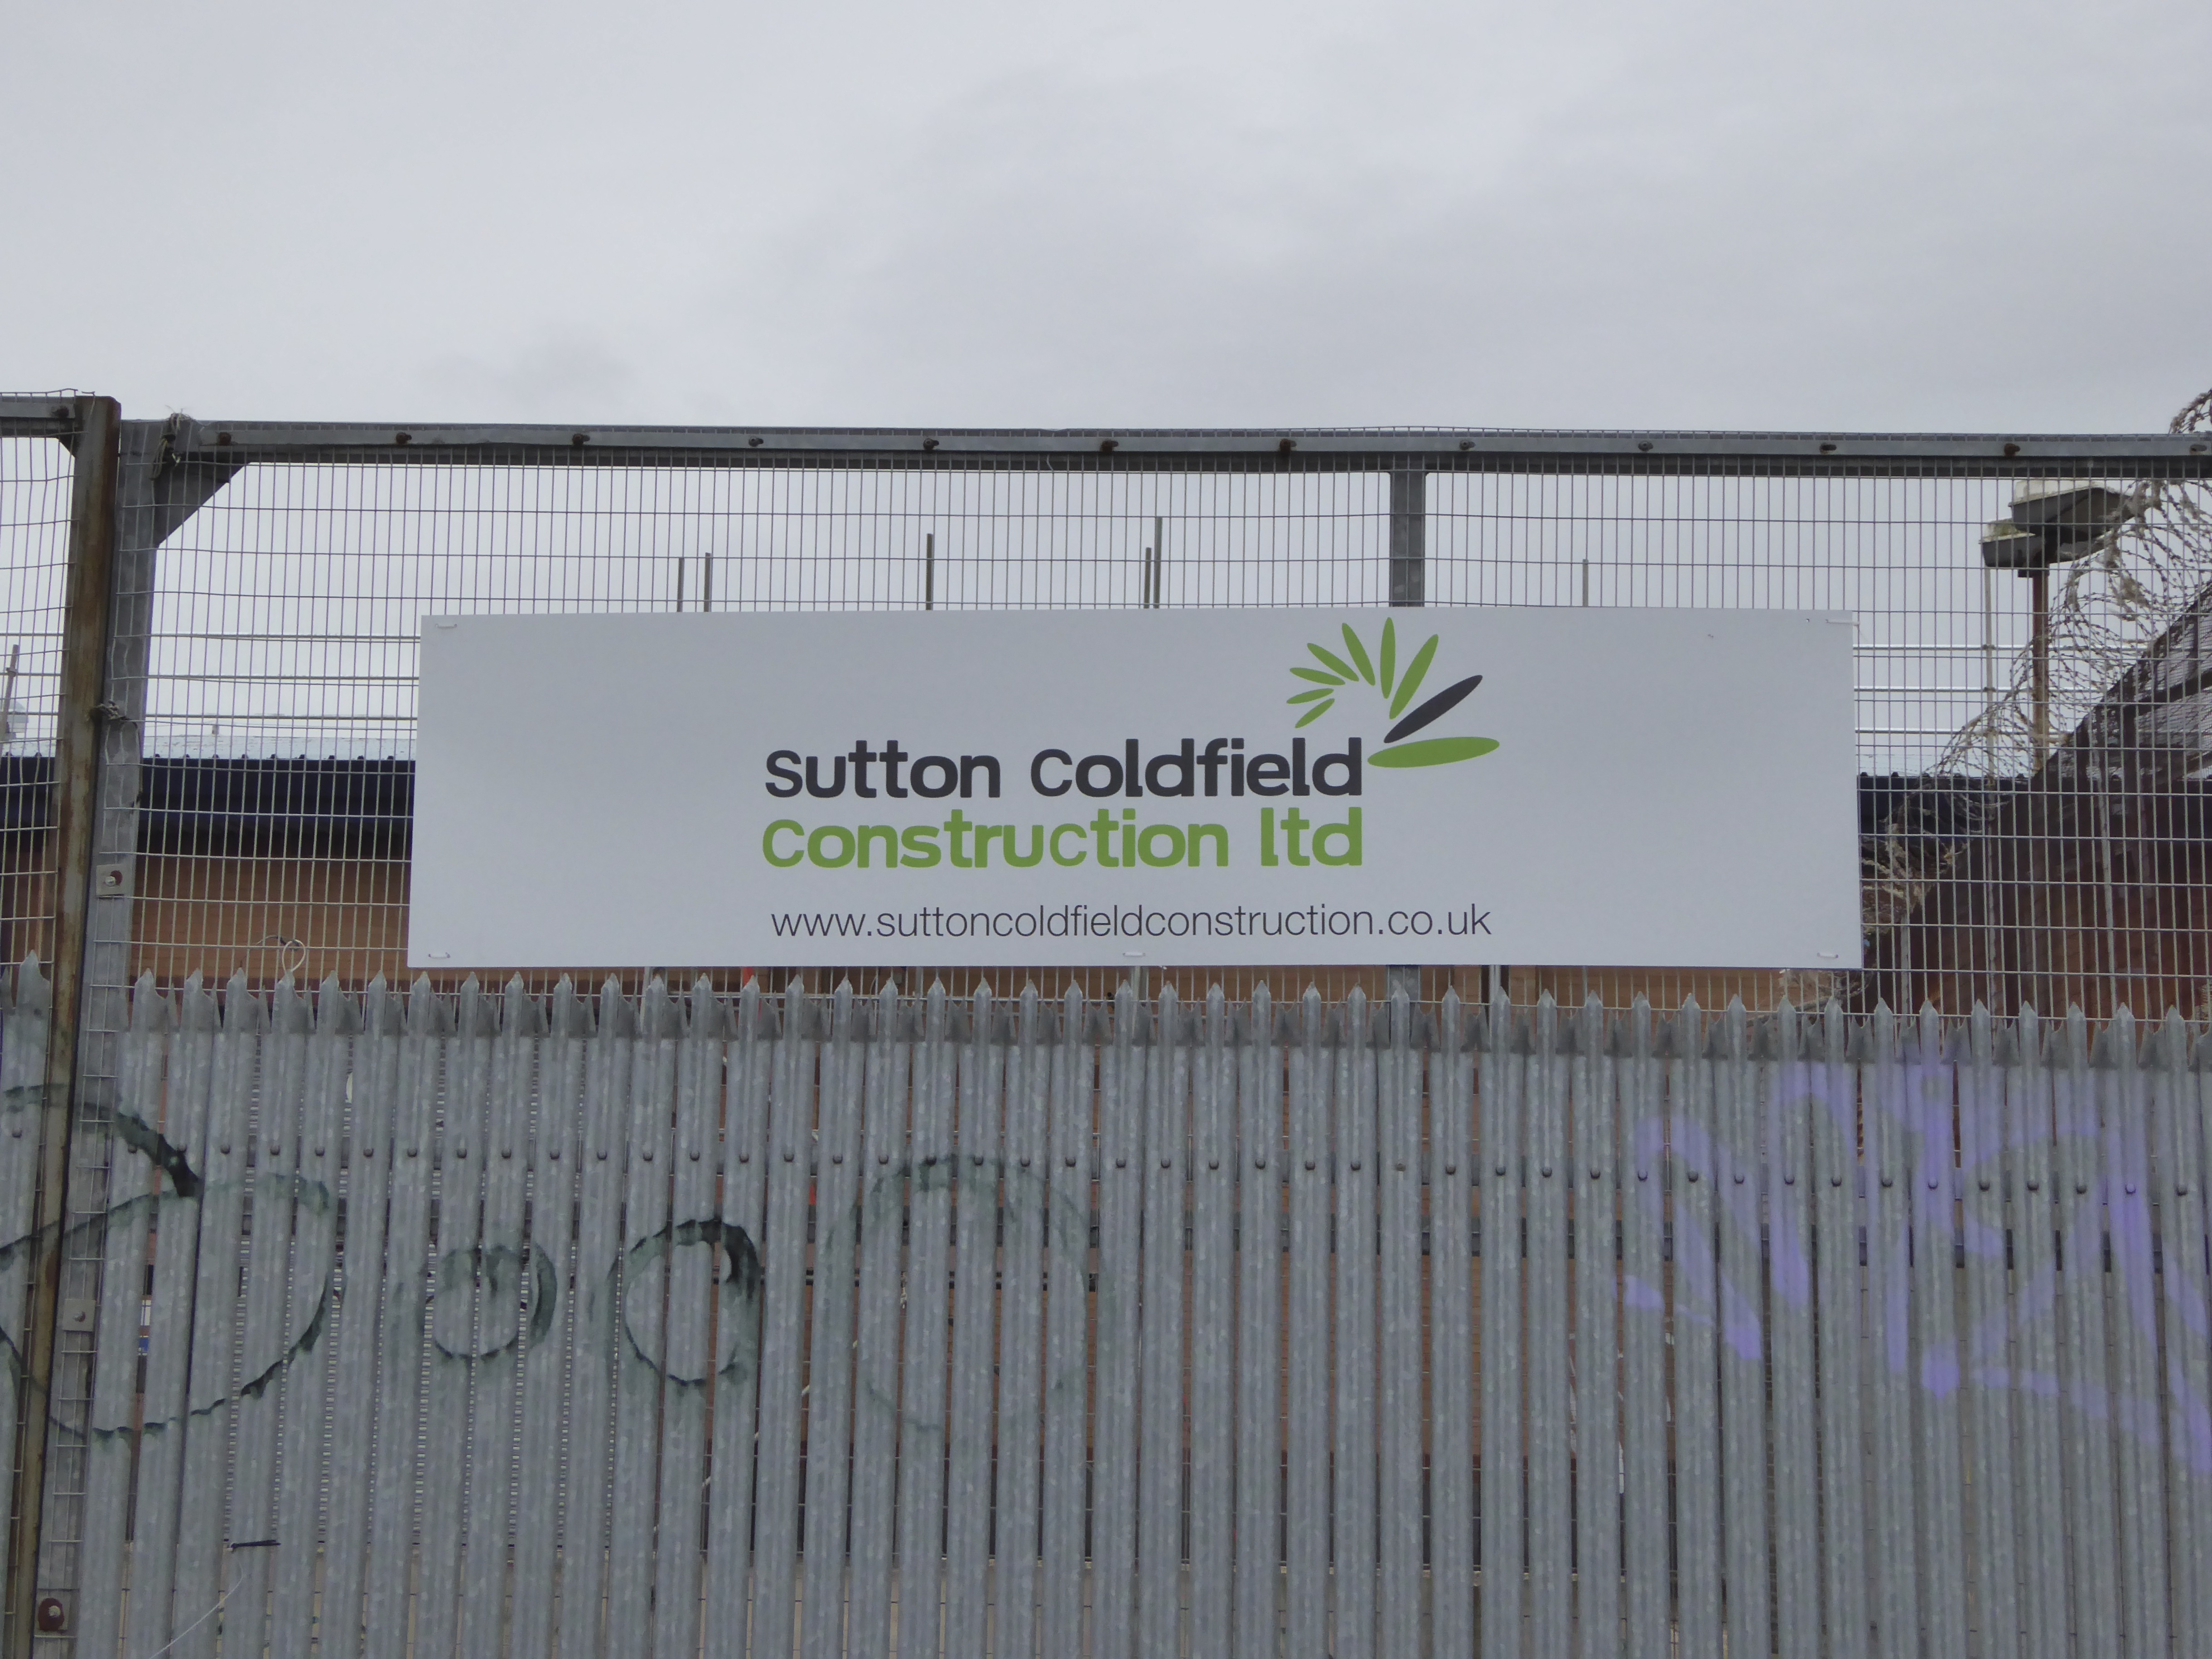 Sutton Coldfield
Construction ltd
www.suttoncoldfieldconstruction.co.uk